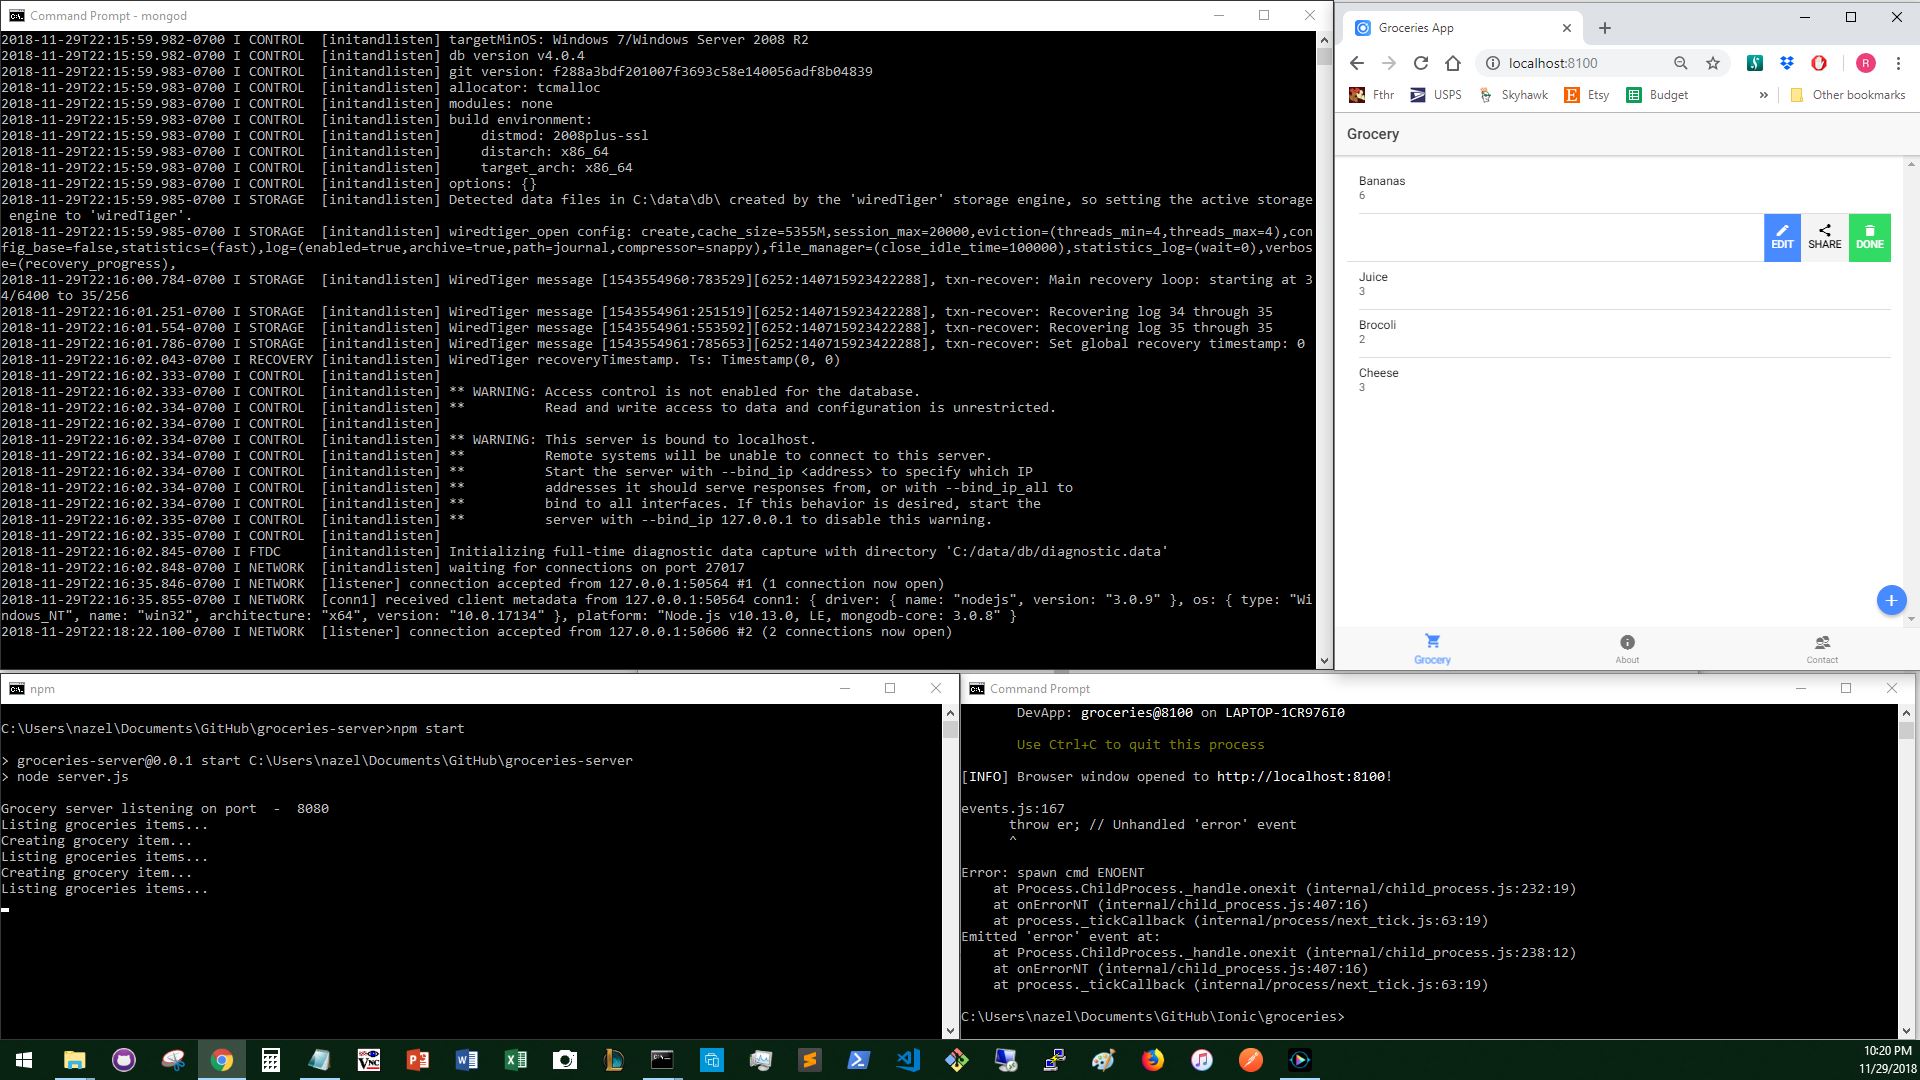 Command Prompt - mongod
2018-11-29T22:15:59.982-0700 I CONTROL  [initandlisten] targetMinOS: Windows 7/Windows Server 2008 R2
2018-11-29T22:15:59.982-0700 I CONTROL  [initandlisten] db version v4.0.4
2018-11-29T22:15:59.983-0700 I CONTROL  [initandlisten] git version: f288a3bdf201007f3693c58e140056adf8b04839
2018-11-29T22:15:59.983-0700 I CONTROL  [initandlisten] allocator: tcmalloc
2018-11-29T22:15:59.983-0700 I CONTROL  [initandlisten] modules: none
2018-11-29T22:15:59.983-0700 I CONTROL  [initandlisten] build environment:
2018-11-29T22:15:59.983-0700 I CONTROL  [initandlisten]     distmod: 2008plus-ssl
2018-11-29T22:15:59.983-0700 I CONTROL  [initandlisten]     distarch: x86_64
2018-11-29T22:15:59.983-0700 I CONTROL  [initandlisten]     target_arch: x86_64
2018-11-29T22:15:59.983-0700 I CONTROL  [initandlisten] options: {}
2018-11-29T22:15:59.985-0700 I STORAGE  [initandlisten] Detected data files in C:\data\db\ created by the 'wiredTiger' storage engine, so setting the active storage
 engine to 'wiredTiger'.
2018-11-29T22:15:59.985-0700 I STORAGE  [initandlisten] wiredtiger_open config: create,cache_size=5355M,session_max=20000,eviction=(threads_min=4,threads_max=4),con
fig_base=false,statistics=(fast),log=(enabled=true,archive=true,path=journal,compressor=snappy),file_manager=(close_idle_time=100000),statistics_log=(wait=0),verbos
e=(recovery_progress),
2018-11-29T22:16:00.784-0700 I STORAGE  [initandlisten] WiredTiger message [1543554960:783529][6252:140715923422288], txn-recover: Main recovery loop: starting at 3
4/6400 to 35/256
2018-11-29T22:16:01.251-0700 I STORAGE  [initandlisten] WiredTiger message [1543554961:251519][6252:140715923422288], txn-recover: Recovering log 34 through 35
2018-11-29T22:16:01.554-0700 I STORAGE  [initandlisten] WiredTiger message [1543554961:553592][6252:140715923422288], txn-recover: Recovering log 35 through 35
2018-11-29T22:16:01.786-0700 I STORAGE  [initandlisten] WiredTiger message [1543554961:785653][6252:140715923422288], txn-recover: Set global recovery timestamp: 0
2018-11-29T22:16:02.043-0700 I RECOVERY [initandlisten] WiredTiger recoveryTimestamp. Ts: Timestamp(0, 0)
2018-11-29T22:16:02.333-0700 I CONTROL  [initandlisten]
2018-11-29T22:16:02.333-0700 I CONTROL  [initandlisten] ** WARNING: Access control is not enabled for the database.
2018-11-29T22:16:02.334-0700 I CONTROL  [initandlisten] **          Read and write access to data and configuration is unrestricted.
2018-11-29T22:16:02.334-0700 I CONTROL  [initandlisten]
2018-11-29T22:16:02.334-0700 I CONTROL  [initandlisten] ** WARNING: This server is bound to localhost.
2018-11-29T22:16:02.334-0700 I CONTROL  [initandlisten] **          Remote systems will be unable to connect to this server.
2018-11-29T22:16:02.334-0700 I CONTROL  [initandlisten] **          Start the server with --bind_ip <address> to specify which IP
2018-11-29T22:16:02.334-0700 I CONTROL  [initandlisten] **          addresses it should serve responses from, or with --bind_ip_all to
2018-11-29T22:16:02.335-0700 I CONTROL  [initandlisten] **          bind to all interfaces. If this behavior is desired, start the
2018-11-29T22:16:02.335-0700 I CONTROL  [initandlisten] **          server with --bind_ip 127.0.0.1 to disable this warning.
2018-11-29T22:16:02.335-0700 I CONTROL  [initandlisten]
2018-11-29T22:16:02.845-0700 I FTDC     [initandlisten] Initializing full-time diagnostic data capture with directory 'C:/data/db/diagnostic.data'
2018-11-29T22:16:02.848-0700 I NETWORK  [initandlisten] waiting for connections on port 27017
2018-11-29T22:16:35.846-0700 I NETWORK  [listener] connection accepted from 127.0.0.1:50564 #1 (1 connection now open)
2018-11-29T22:16:35.855-0700 I NETWORK  [conn1] received client metadata from 127.0.0.1:50564 conn1: { driver: { name: "nodejs", version: "3.0.9" }, os: { type: "Wi
ndows_NT", name: "win32", architecture: "x64", version: "10.0.17134" }, platform: "Node.js v10.13.0, LE, mongodb-core: 3.0.8" }
2018-11-29T22:18:22.100-0700 I NETWORK  [listener] connection accepted from 127.0.0.1:50606 #2 (2 connections now open)
Groceries App
localhost:8100
R
Fthr
USPS
Skyhawk
Etsy
Budget
»
Other bookmarks
Grocery
Bananas
6
EDIT
SHARE
DONE
Juice
3
Brocoli
2
Cheese
3
Grocery
About
Contact
npm
C:\Users\nazel\Documents\GitHub\groceries-server>npm start
> groceries-server@0.0.1 start C:\Users\nazel\Documents\GitHub\groceries-server
> node server.js
Grocery server listening on port  -  8080
Listing groceries items...
Creating grocery item...
Listing groceries items...
Creating grocery item...
Listing groceries items...
Command Prompt
DevApp: groceries@8100 on LAPTOP-1CR976I0
Use Ctrl+C to quit this process
[INFO] Browser window opened to http://localhost:8100!
events.js:167
      throw er; // Unhandled 'error' event
      ^
Error: spawn cmd ENOENT
    at Process.ChildProcess._handle.onexit (internal/child_process.js:232:19)
    at onErrorNT (internal/child_process.js:407:16)
    at process._tickCallback (internal/process/next_tick.js:63:19)
Emitted 'error' event at:
    at Process.ChildProcess._handle.onexit (internal/child_process.js:238:12)
    at onErrorNT (internal/child_process.js:407:16)
    at process._tickCallback (internal/process/next_tick.js:63:19)
C:\Users\nazel\Documents\GitHub\Ionic\groceries>
10:20 PM
11/29/2018